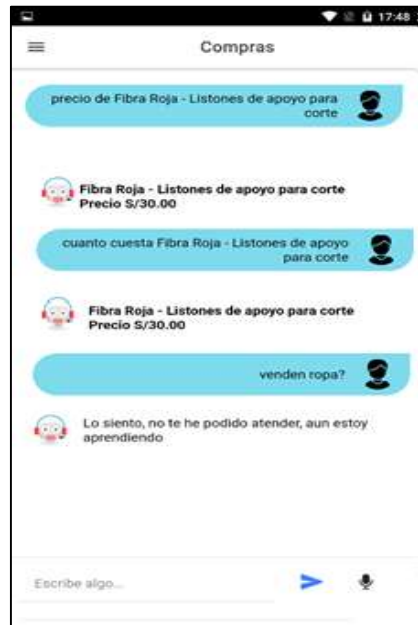 17:48
Compras
precio de Fibra Roja - Listones de apoyo para
corte
Fibra Roja - Listones de apoyo para corte
Precio S/30.00
cuanto cuesta Fibra Roja - Listones de apoyo
para corte
Fibra Roja - Listones de apoyo para corte
Precio S/30.00
venden ropa?
Lo siento, no te he podido atender, aun estoy
aprendiendo
Escribe algo...